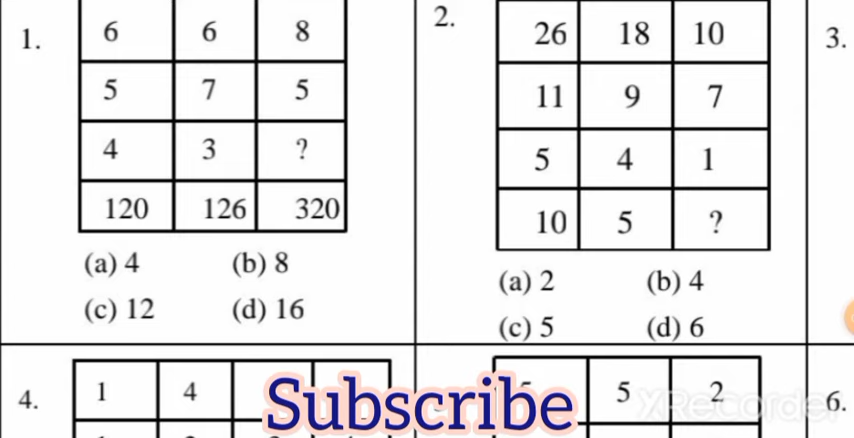 1.
6 6 8
5 7 5
4 3 ?
120 126 320
(a) 4 (b) 8
(c) 12 (d) 16
2.
26 18 10
11 9 7
5 4 1
10 5 ?
(a) 2 (b) 4
(c) 5 (d) 6
3.
4.
1 4
5 2
6.
Subscribe
XRecorder